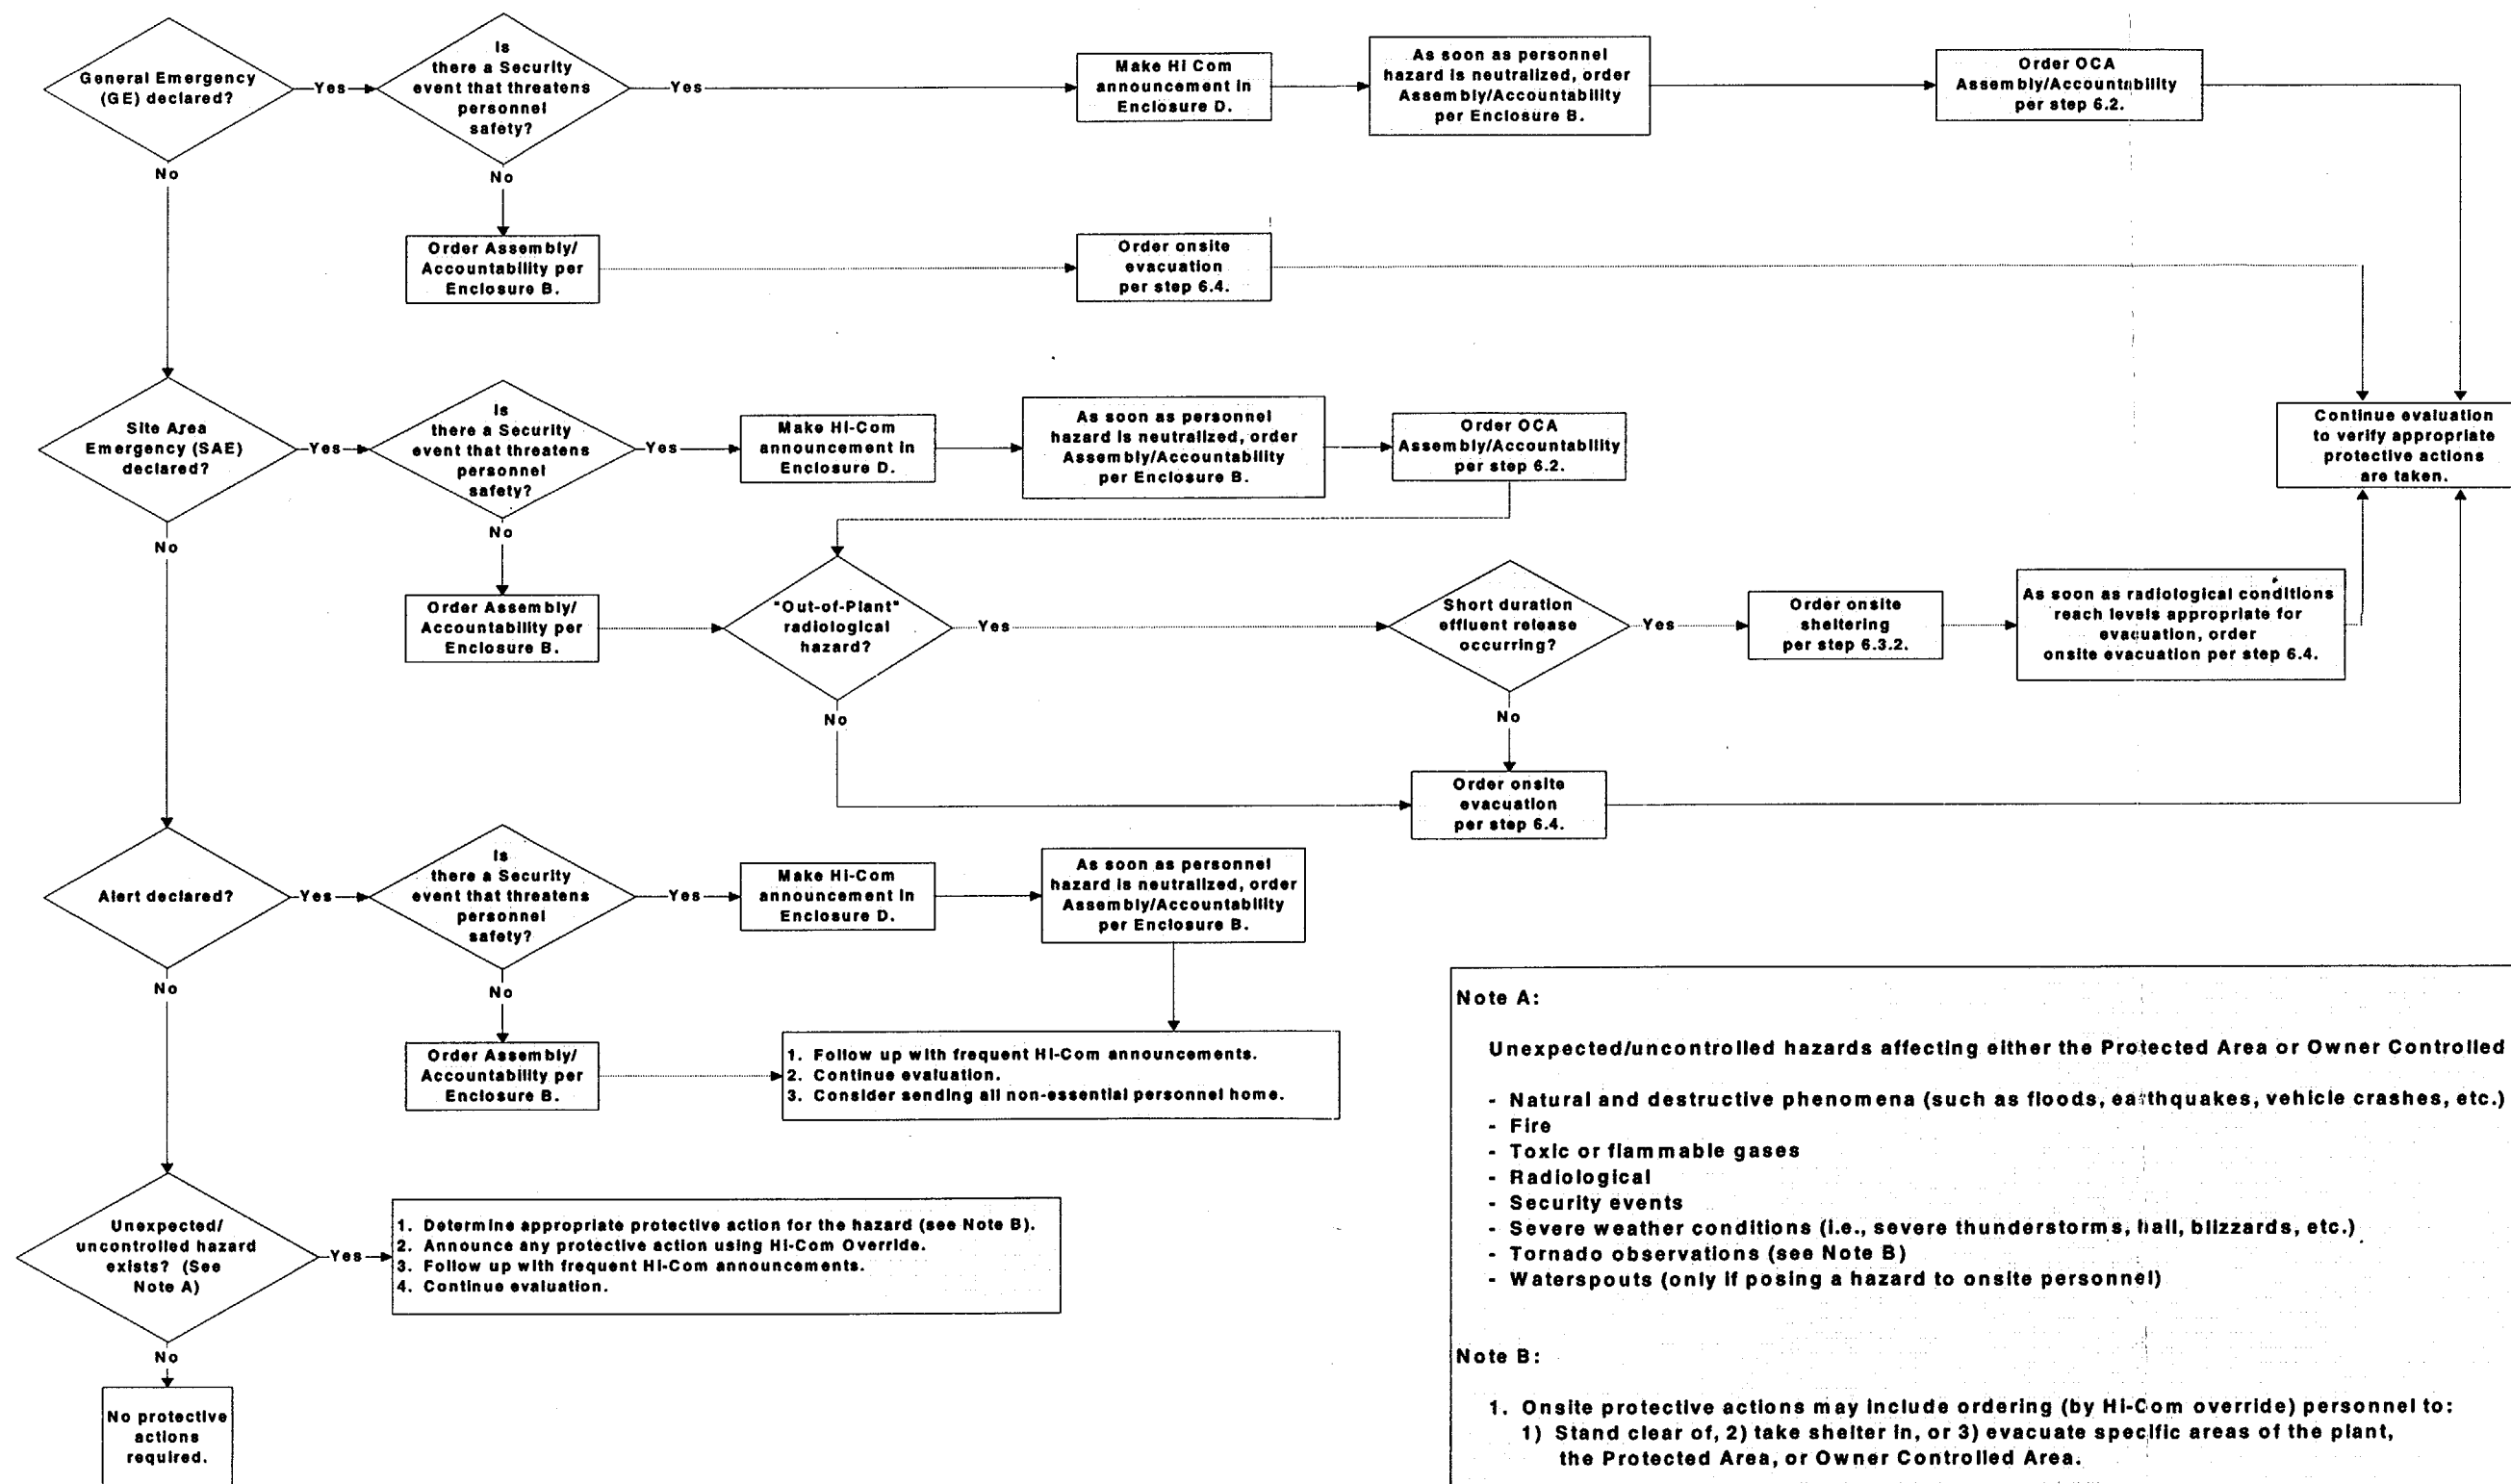 General Emergency
(GE) declared?
Yes
No
Is
there a Security
event that threatens
personnel
safety?
Yes
No
Make Hi Com
announcement in
Enclosure D.
As soon as personnel
hazard is neutralized, order
Assembly/Accountability
per Enclosure B.
Order OCA
Assembly/Accountability
per step 6.2.
Order Assembly/
Accountability per
Enclosure B.
Order onsite
evacuation
per step 6.4.
Site Area
Emergency (SAE)
declared?
Yes
No
Is
there a Security
event that threatens
personnel
safety?
Yes
No
Make Hi-Com
announcement in
Enclosure D.
As soon as personnel
hazard is neutralized, order
Assembly/Accountability
per Enclosure B.
Order OCA
Assembly/Accountability
per step 6.2.
Continue evaluation
to verify appropriate
protective actions
are taken.
Order Assembly/
Accountability per
Enclosure B.
"Out-of-Plant"
radiological
hazard?
Yes
No
Short duration
effluent release
occurring?
Yes
No
Order onsite
sheltering
per step 6.3.2.
As soon as radiological conditions
reach levels appropriate for
evacuation, order
onsite evacuation per step 6.4.
Order onsite
evacuation
per step 6.4.
Alert declared?
Yes
No
Is
there a Security
event that threatens
personnel
safety?
Yes
No
Make Hi-Com
announcement in
Enclosure D.
As soon as personnel
hazard is neutralized, order
Assembly/Accountability
per Enclosure B.
Order Assembly/
Accountability per
Enclosure B.
1. Follow up with frequent Hi-Com announcements.
2. Continue evaluation.
3. Consider sending all non-essential personnel home.
Unexpected/
uncontrolled hazard
exists? (See
Note A)
Yes
No
1. Determine appropriate protective action for the hazard (see Note B).
2. Announce any protective action using Hi-Com Override.
3. Follow up with frequent Hi-Com announcements.
4. Continue evaluation.
No protective
actions
required.
Note A:
Unexpected/uncontrolled hazards affecting either the Protected Area or Owner Controlled
- Natural and destructive phenomena (such as floods, earthquakes, vehicle crashes, etc.)
- Fire
- Toxic or flammable gases
- Radiological
- Security events
- Severe weather conditions (i.e., severe thunderstorms, hail, blizzards, etc.)
- Tornado observations (see Note B)
- Waterspouts (only if posing a hazard to onsite personnel)
Note B:
1. Onsite protective actions may include ordering (by Hi-Com override) personnel to:
1) Stand clear of, 2) take shelter in, or 3) evacuate specific areas of the plant,
the Protected Area, or Owner Controlled Area.